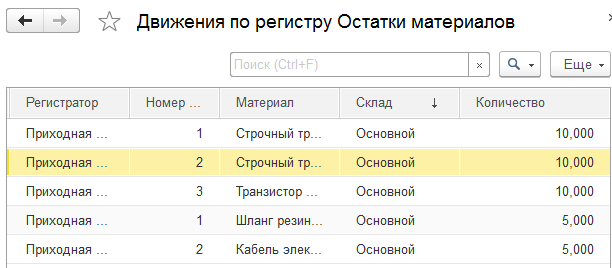 Движения по регистру Остатки материалов
Поиск (Ctrl+F) × Еще
Регистратор Номер ... Материал Склад ↓ Количество
Приходная ... 1 Строчный тр... Основной 10,000
Приходная ... 2 Строчный тр... Основной 10,000
Приходная ... 3 Транзистор ... Основной 10,000
Приходная ... 1 Шланг резин... Основной 5,000
Приходная ... 2 Кабель элек... Основной 5,000